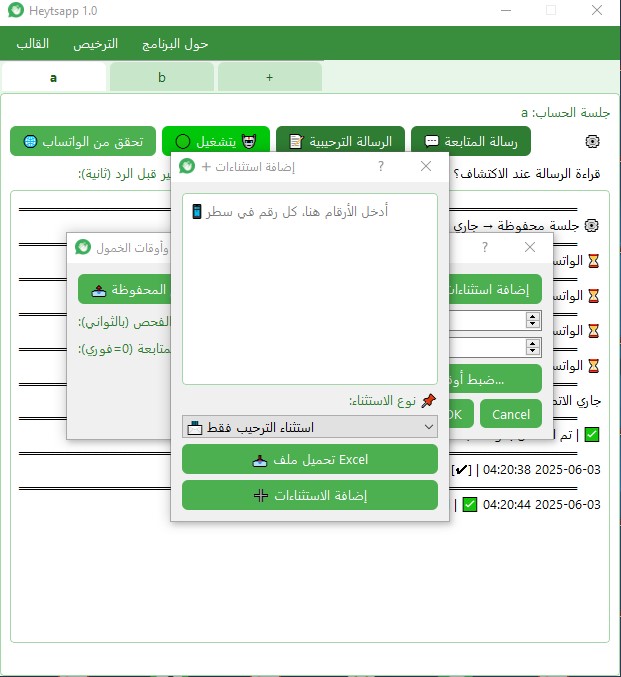 Heytsapp 1.0
القالب الترخيص حول البرنامج
a b +
جلسة الحساب: a
رسالة المتابعة الرسالة الترحيبية يتشغيل تحقق من الواتساب
قراءة الرسالة عند الاكتشاف؟
ير قبل الرد (ثانية):
جلسة محفوظة → جاري
الواتس
الواتس
الواتس
الواتس
جاري الاتص
| تم
[✔] | 04:20:38 2025-06-03
| ✅ 04:20:44 2025-06-03
وأوقات الخمول ?
إضافة استثناءات
المحفوظة
الفحص (بالثواني):
متابعة (0=فوري):
ضبط أوق...
OK Cancel
إضافة استثناءات + ?
أدخل الأرقام هنا، كل رقم في سطر
نوع الاستثناء:
استثناء الترحيب فقط
تحميل ملف Excel
إضافة الاستثناءات